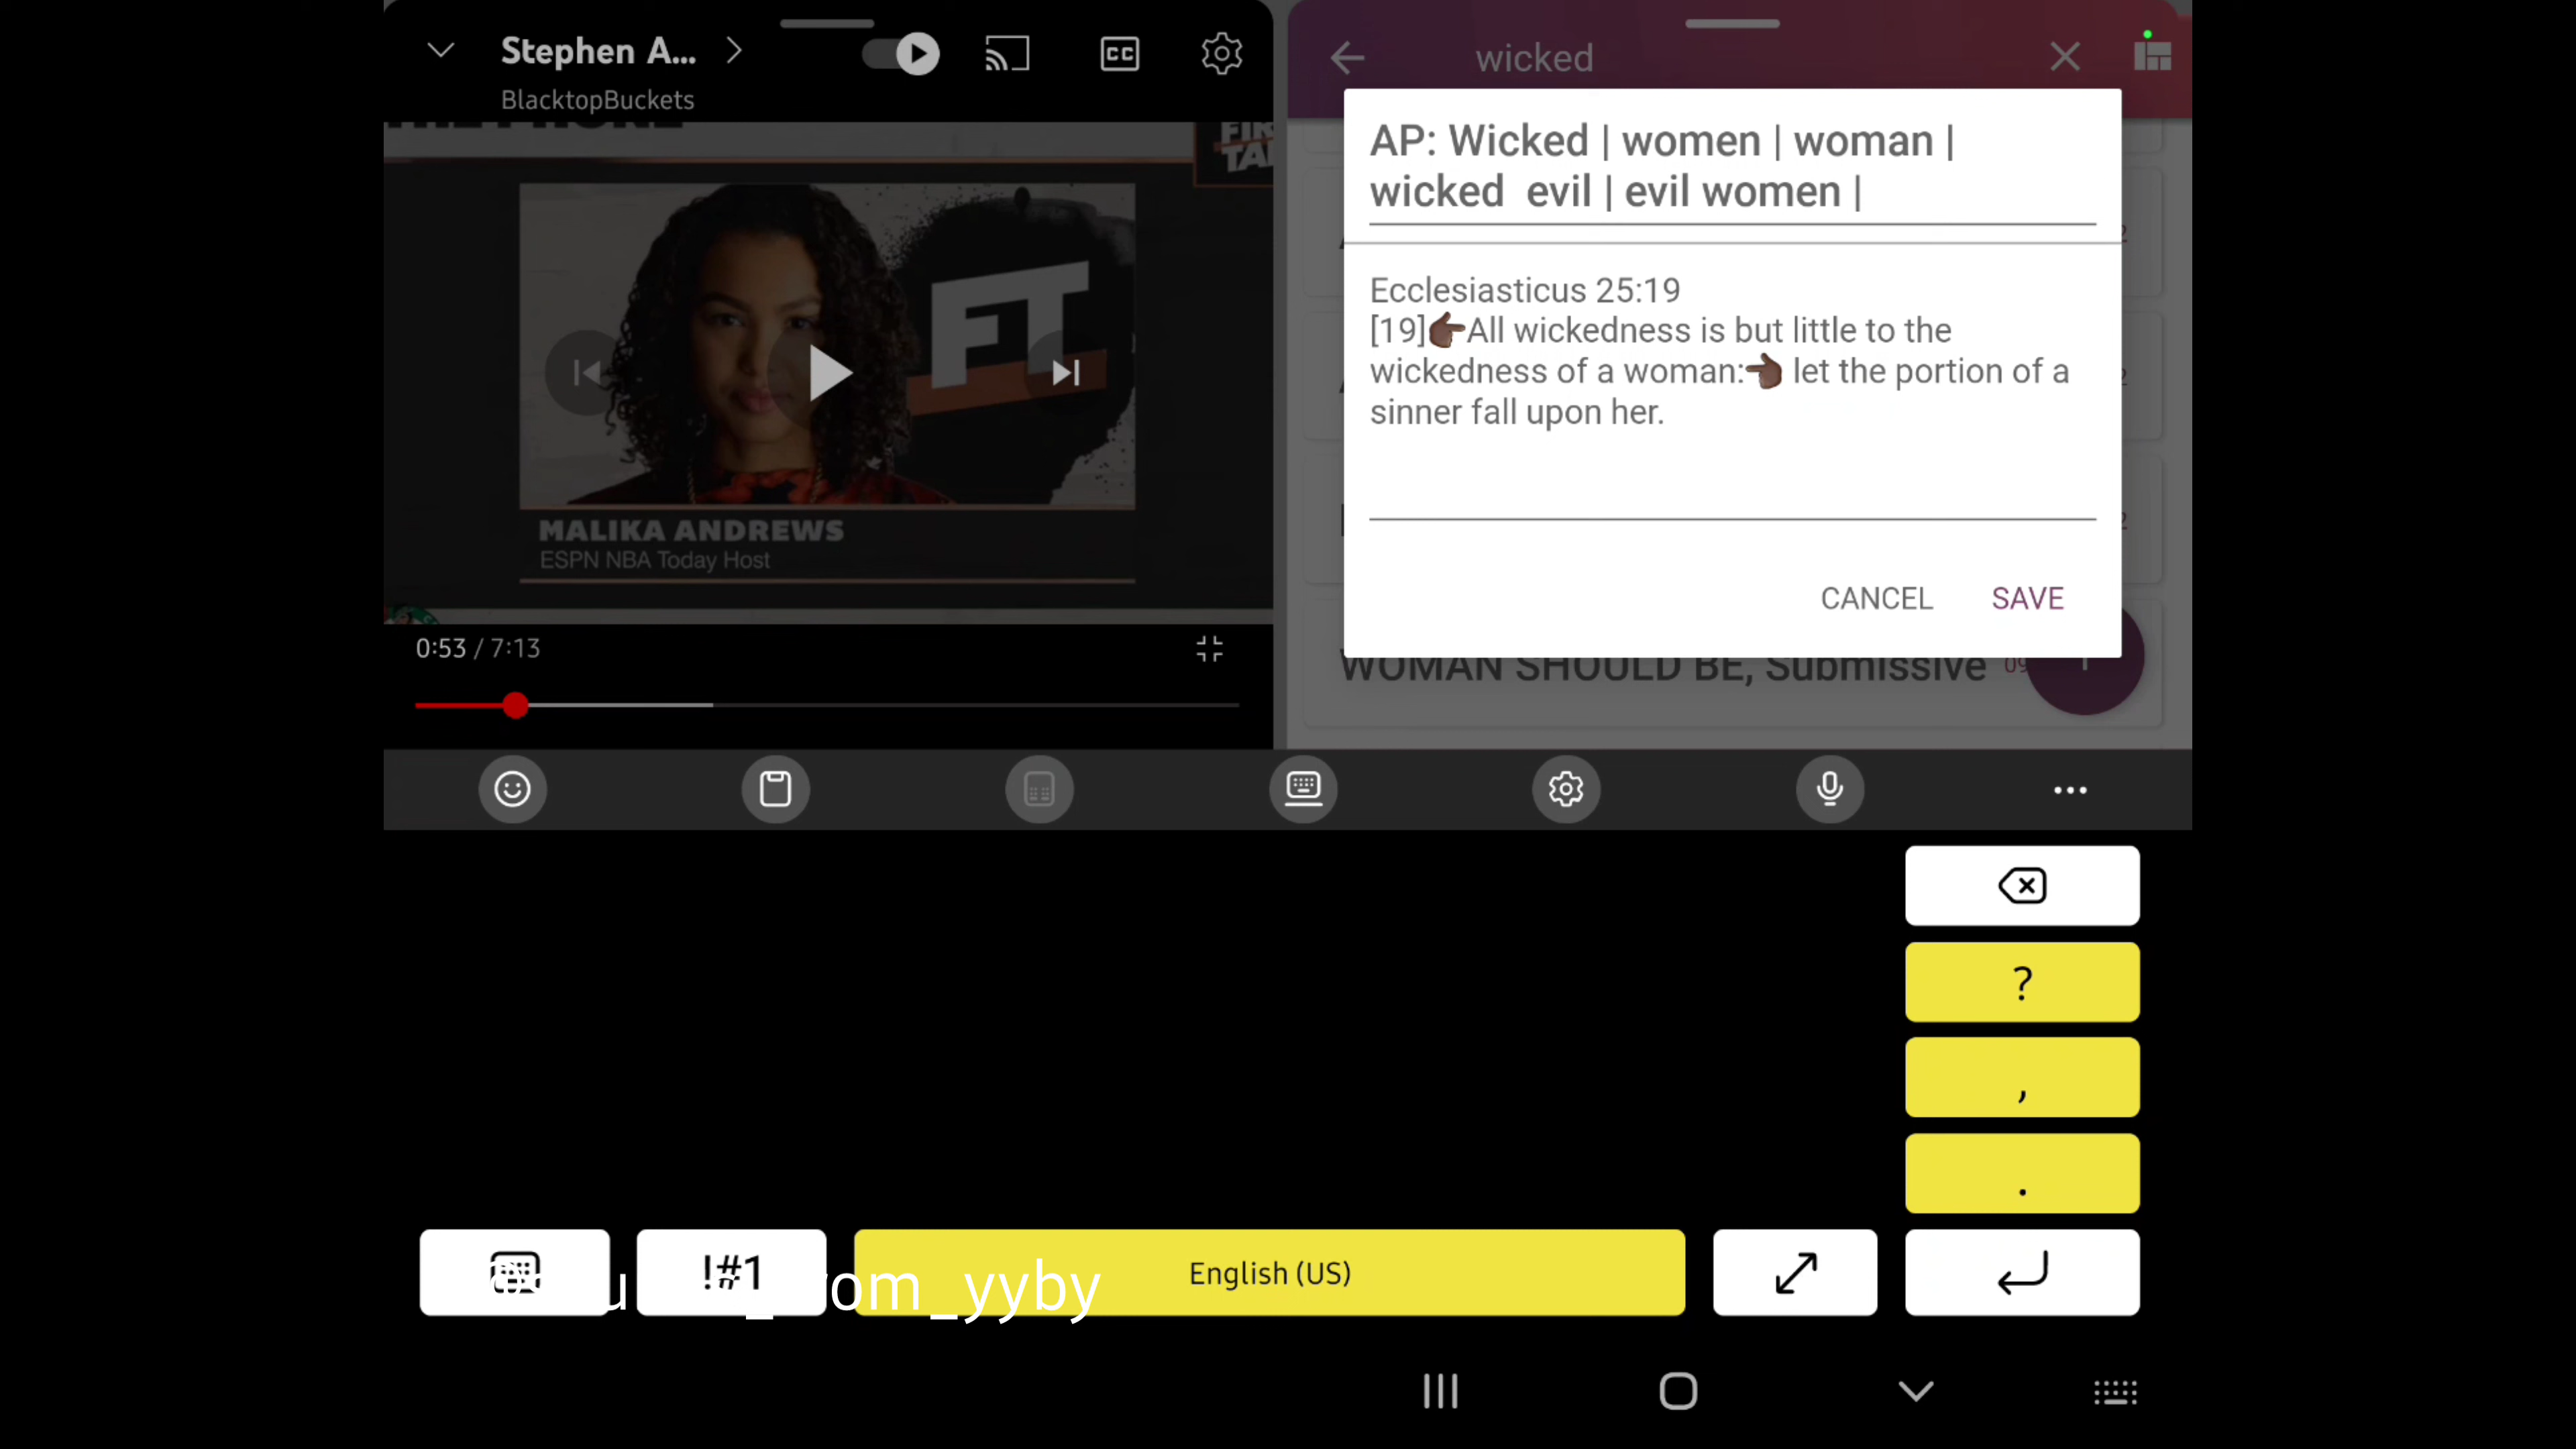 Stephen A...
BlacktopBuckets
CC
FT
MALIKA ANDREWS
ESPN NBA Today Host
0:53 / 7:13
wicked
AP: Wicked | women | woman |
wicked  evil | evil women |
Ecclesiasticus 25:19
[19]👉🏿All wickedness is but little to the
wickedness of a woman:👈🏿 let the portion of a
sinner fall upon her.
CANCEL SAVE
WOMAN SHOULD BE, Submissive
?
,
.
!#1
English (US)